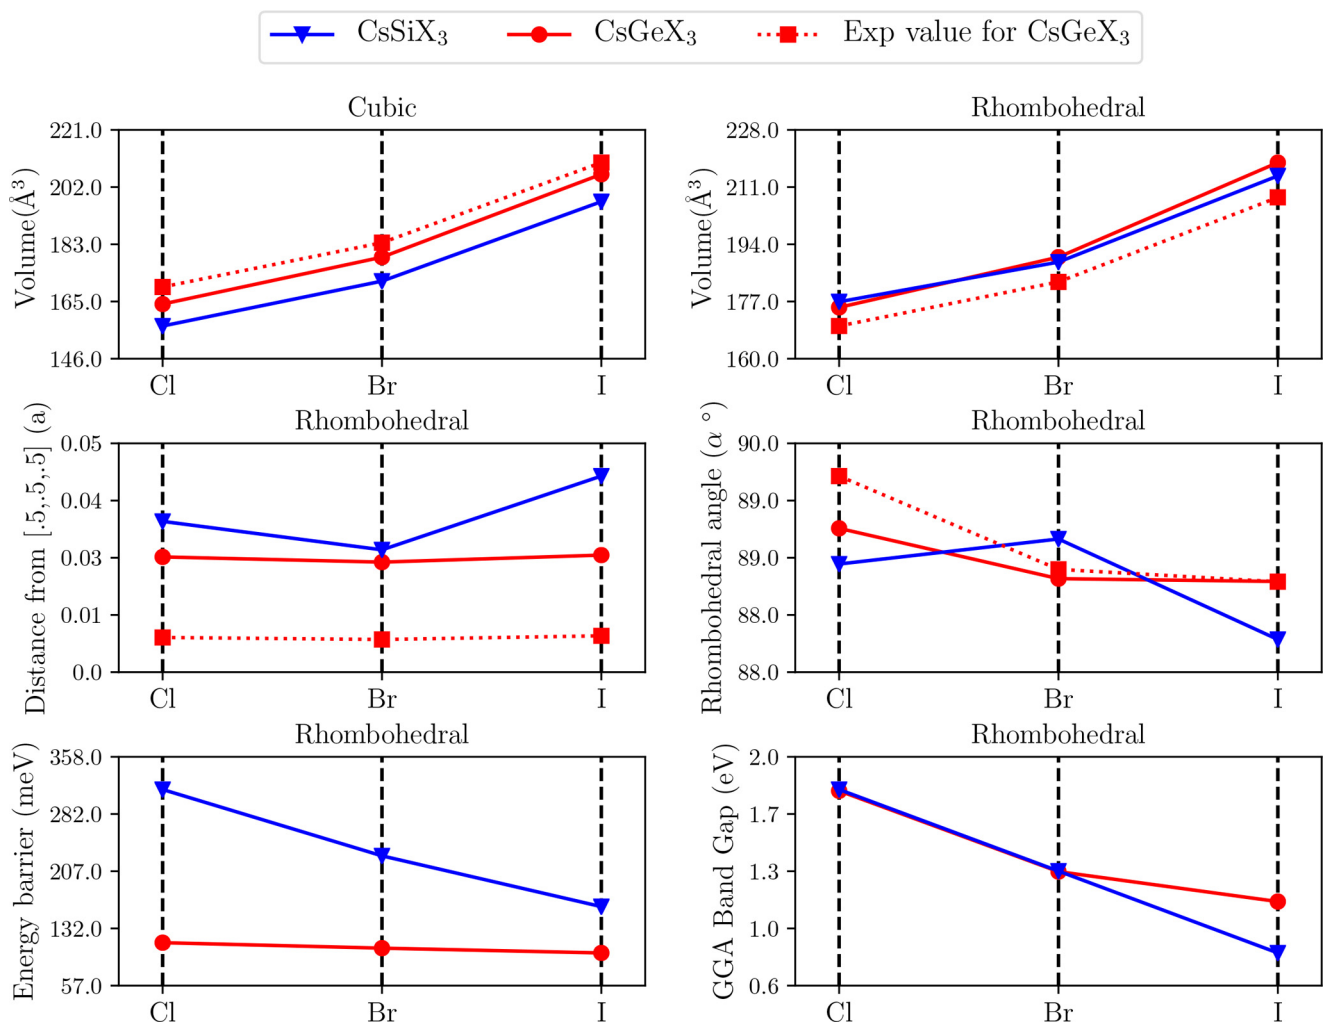 CsSiX3 CsGeX3 Exp value for CsGeX3
Cubic
Volume(Å³)
221.0
202.0
183.0
165.0
146.0
Cl Br I
Rhombohedral
Volume(Å³)
228.0
211.0
194.0
177.0
160.0
Cl Br I
Rhombohedral
Distance from [.5,.5,.5] (a)
0.05
0.04
0.03
0.01
0.0
Cl Br I
Rhombohedral
Rhombohedral angle (α °)
90.0
89.0
89.0
88.0
88.0
Cl Br I
Rhombohedral
Energy barrier (meV)
358.0
282.0
207.0
132.0
57.0
Cl Br I
Rhombohedral
GGA Band Gap (eV)
2.0
1.7
1.3
1.0
0.6
Cl Br I